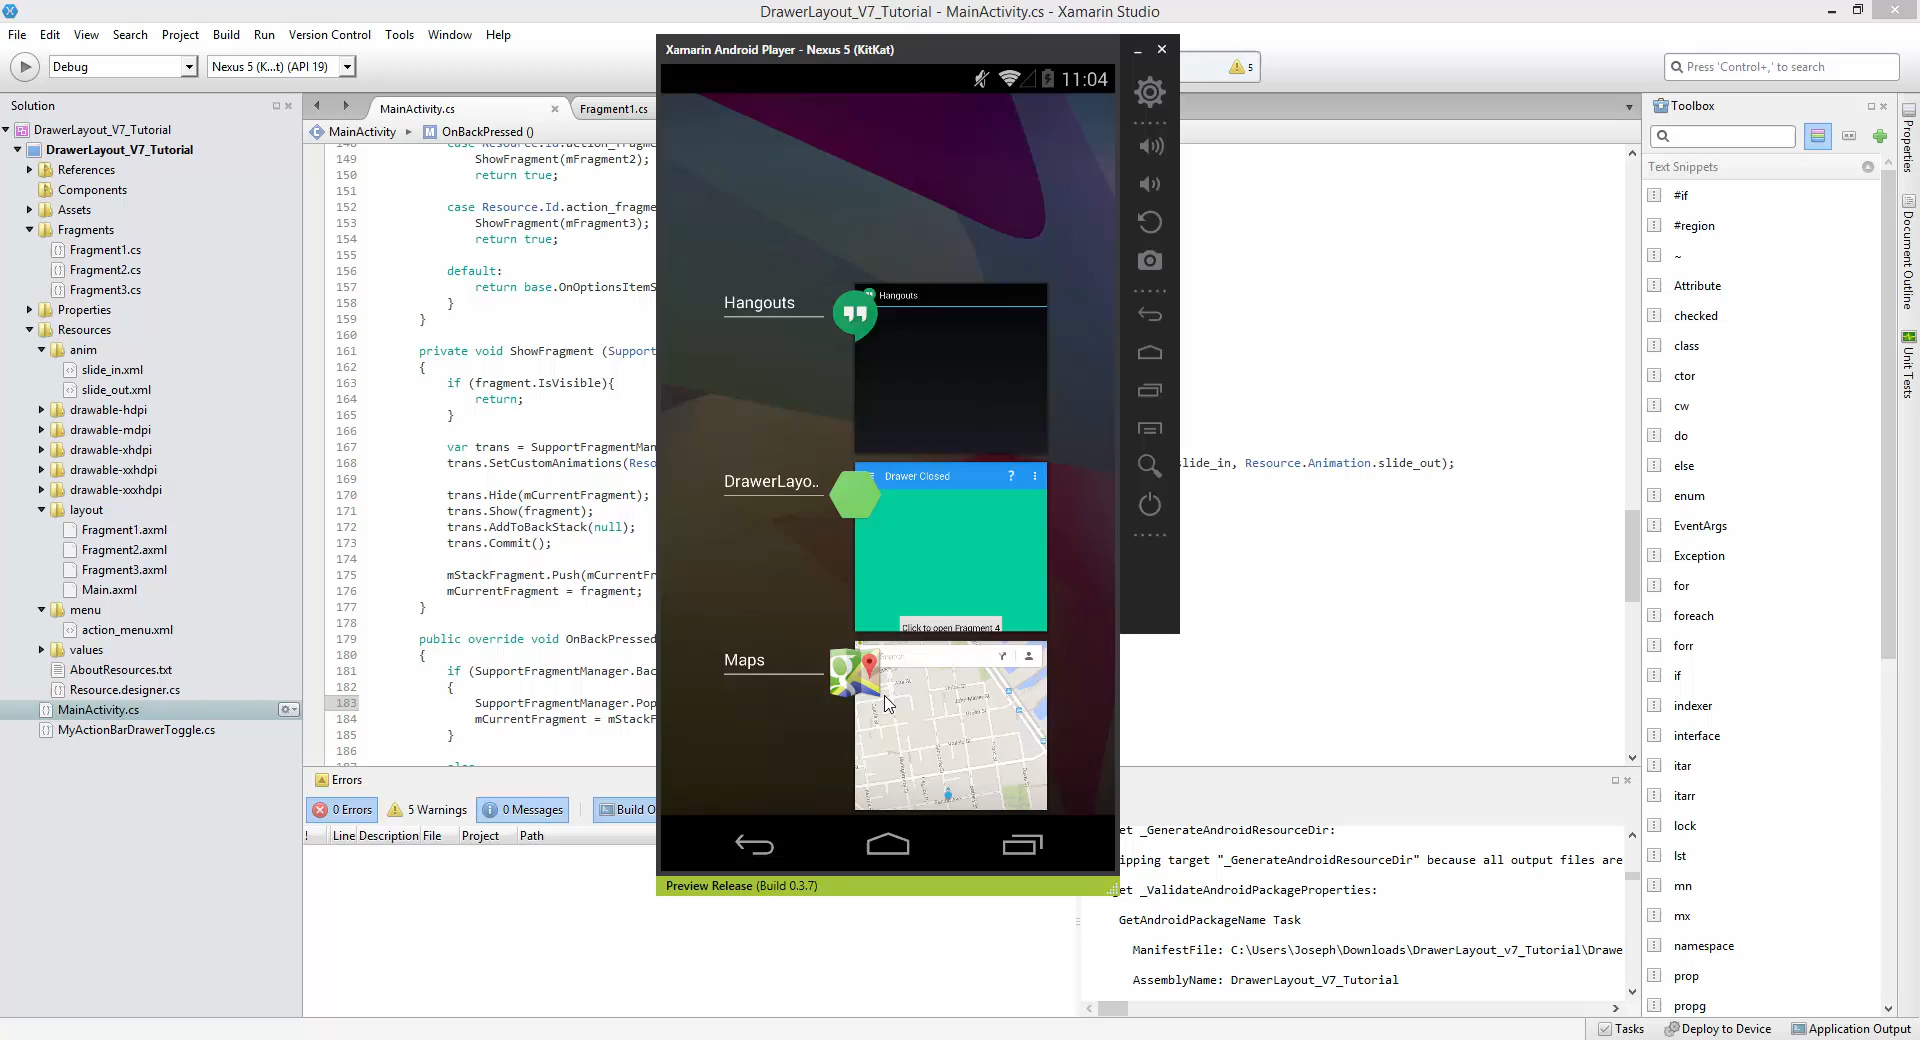 DrawerLayout_V7_Tutorial - MainActivity.cs - Xamarin Studio
File Edit View Search Project Build Run Version Control Tools Window Help
Debug
Nexus 5 (K...t) (API 19)
5
Press 'Control+,' to search
Solution
DrawerLayout_V7_Tutorial
DrawerLayout_V7_Tutorial
References
Components
Assets
Fragments
Fragment1.cs
Fragment2.cs
Fragment3.cs
Properties
Resources
anim
slide_in.xml
slide_out.xml
drawable-hdpi
drawable-mdpi
drawable-xhdpi
drawable-xxhdpi
drawable-xxxhdpi
layout
Fragment1.axml
Fragment2.axml
Fragment3.axml
Main.axml
menu
action_menu.xml
values
AboutResources.txt
Resource.designer.cs
MainActivity.cs
MyActionBarDrawerToggle.cs
MainActivity.cs
Fragment1.cs
MainActivity
OnBackPressed ()
148 case Resource.Id.action_fragme
149 ShowFragment(mFragment2);
150 return true;
151
152 case Resource.Id.action_fragme
153 ShowFragment(mFragment3);
154 return true;
155
156 default:
157 return base.OnOptionsItemS
158 }
159 }
160
161 private void ShowFragment (Support
162 {
163 if (fragment.IsVisible){
164 return;
165 }
166
167 var trans = SupportFragmentMan
168 trans.SetCustomAnimations(Reso
slide_in, Resource.Animation.slide_out);
169
170 trans.Hide(mCurrentFragment);
171 trans.Show(fragment);
172 trans.AddToBackStack(null);
173 trans.Commit();
174
175 mStackFragment.Push(mCurrentFr
176 mCurrentFragment = fragment;
177 }
178
179 public override void OnBackPressed
180 {
181 if (SupportFragmentManager.Bac
182 {
183 SupportFragmentManager.Pop
184 mCurrentFragment = mStackF
185 }
186
187 else
Xamarin Android Player - Nexus 5 (KitKat)
11:04
Hangouts
Hangouts
DrawerLayo..
Drawer Closed ?
Click to open Fragment 4
Maps
Search
Preview Release (Build 0.3.7)
Errors
0 Errors
5 Warnings
0 Messages
Build O
! Line Description File Project Path
et _GenerateAndroidResourceDir:
ipping target "_GenerateAndroidResourceDir" because all output files are
get _ValidateAndroidPackageProperties:
GetAndroidPackageName Task
ManifestFile: C:\Users\Joseph\Downloads\DrawerLayout_v7_Tutorial\Drawe
AssemblyName: DrawerLayout_V7_Tutorial
Toolbox
Text Snippets
#if
#region
~
Attribute
checked
class
ctor
cw
do
else
enum
EventArgs
Exception
for
foreach
forr
if
indexer
interface
itar
itarr
lock
lst
mn
mx
namespace
prop
propg
Properties
Document Outline
Unit Tests
Tasks
Deploy to Device
Application Output